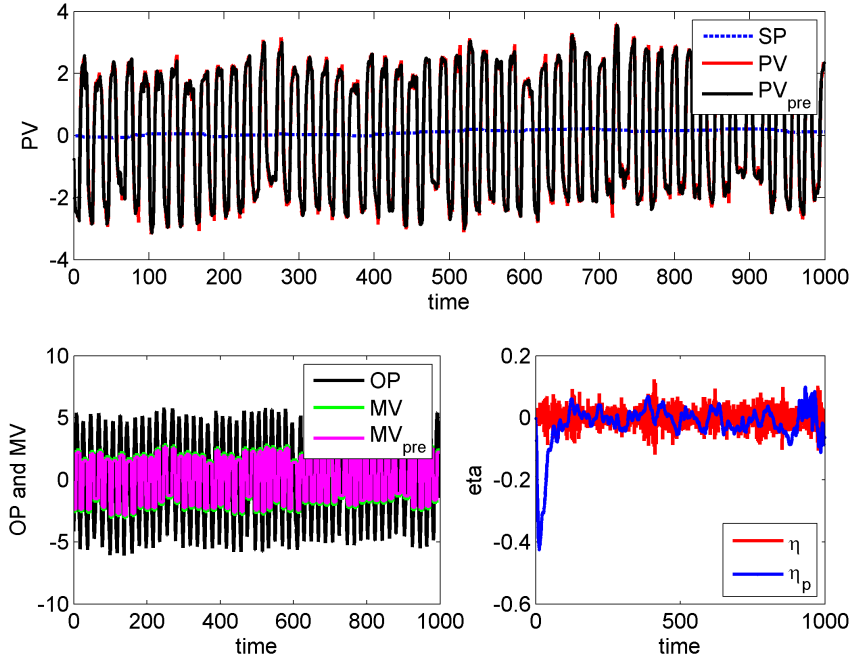 4
2
0
-2
-4
PV
SP
PV
PVpre
0 100 200 300 400 500 600 700 800 900 1000
time
10
5
0
-5
-10
OP and MV
OP
MV
MVpre
0 200 400 600 800 1000
time
0.2
0
-0.2
-0.4
-0.6
eta
η
ηp
0 500 1000
time